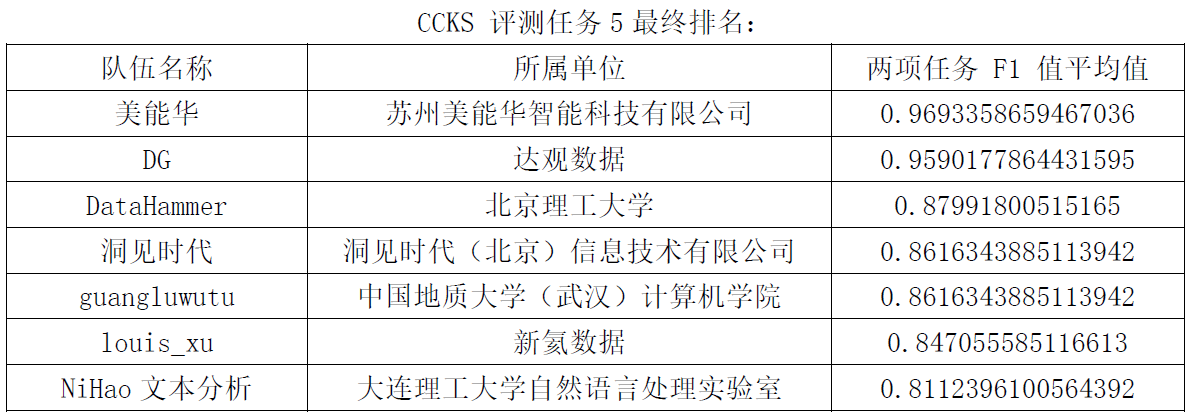 CCKS 评测任务5最终排名：
队伍名称 所属单位 两项任务 F1 值平均值
美能华 苏州美能华智能科技有限公司 0.9693358659467036
DG 达观数据 0.9590177864431595
DataHammer 北京理工大学 0.87991800515165
洞见时代 洞见时代（北京）信息技术有限公司 0.8616343885113942
guangluwutu 中国地质大学（武汉）计算机学院 0.8616343885113942
louis_xu 新氦数据 0.847055585116613
NiHao文本分析 大连理工大学自然语言处理实验室 0.8112396100564392